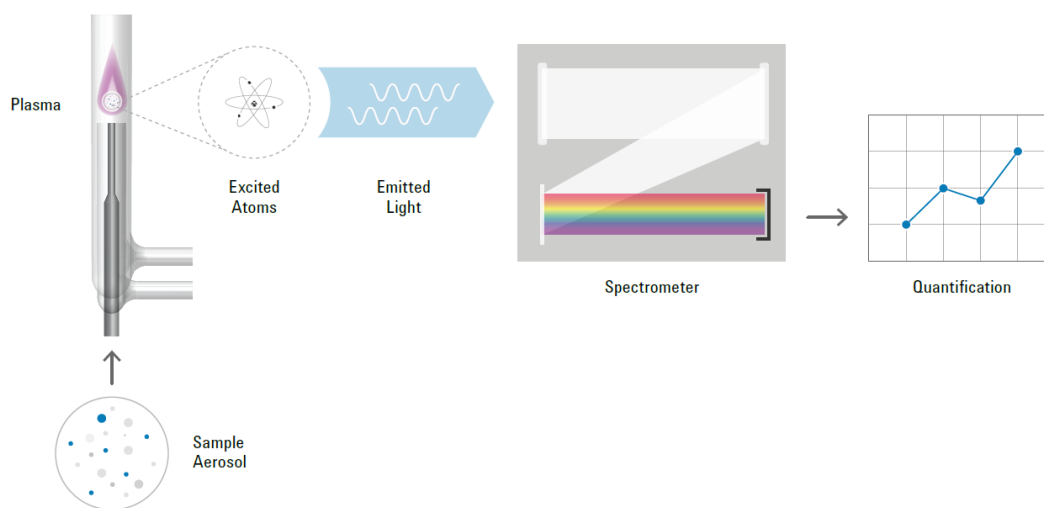 Plasma
Excited
Atoms
Emitted
Light
Spectrometer
Quantification
Sample
Aerosol